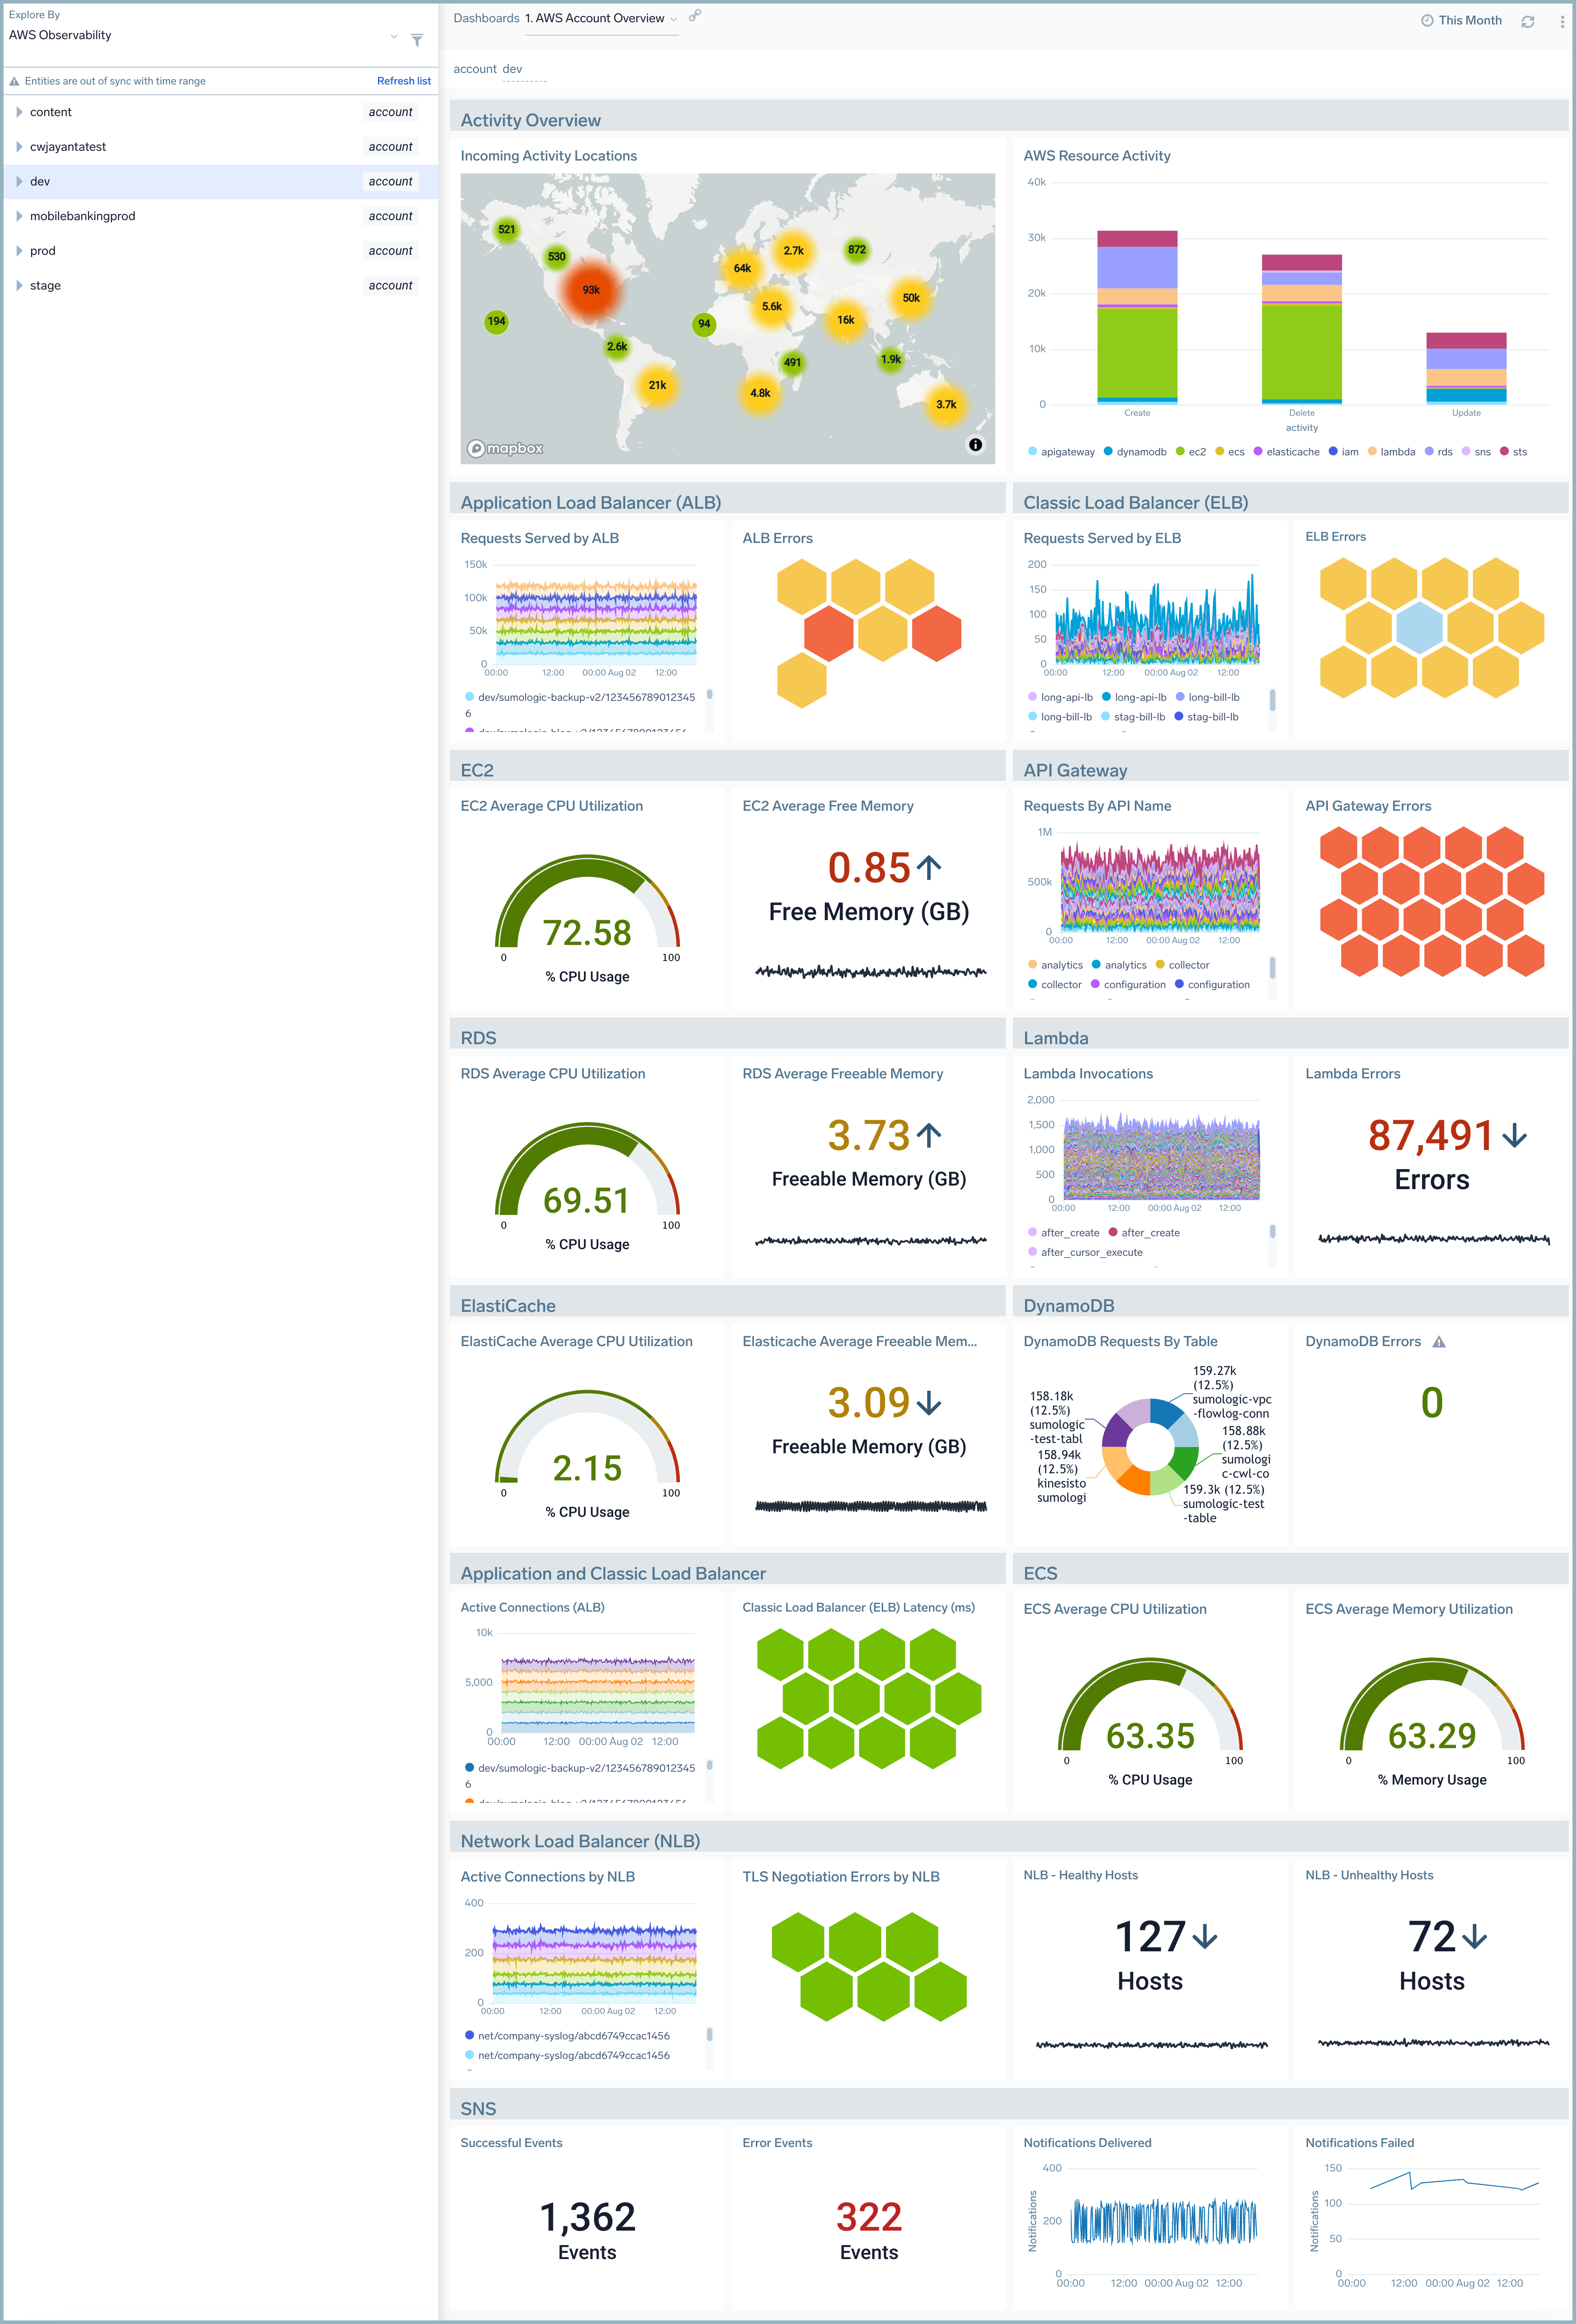 Explore By
AWS Observability
Entities are out of sync with time range Refresh list
content account
cwjayantatest account
dev account
mobilebankingprod account
prod account
stage account
Dashboards 1. AWS Account Overview
This Month
account dev
Activity Overview
Incoming Activity Locations
521
530
93k
194
2.6k
21k
94
64k
2.7k
872
5.6k
16k
50k
491
1.9k
4.8k
3.7k
mapbox
AWS Resource Activity
40k
30k
20k
10k
0
Create Delete Update
activity
apigateway dynamodb ec2 ecs elasticache iam lambda rds sns sts
Application Load Balancer (ALB)
Requests Served by ALB
150k
100k
50k
0
00:00 12:00 00:00 Aug 02 12:00
dev/sumologic-backup-v2/123456789012345
6
ALB Errors
Classic Load Balancer (ELB)
Requests Served by ELB
200
150
100
50
0
00:00 12:00 00:00 Aug 02 12:00
long-api-lb long-api-lb long-bill-lb
long-bill-lb stag-bill-lb stag-bill-lb
ELB Errors
EC2
EC2 Average CPU Utilization
72.58
0 100
% CPU Usage
EC2 Average Free Memory
0.85
Free Memory (GB)
API Gateway
Requests By API Name
1M
500k
0
00:00 12:00 00:00 Aug 02 12:00
analytics analytics collector
collector configuration configuration
API Gateway Errors
RDS
RDS Average CPU Utilization
69.51
0 100
% CPU Usage
RDS Average Freeable Memory
3.73
Freeable Memory (GB)
Lambda
Lambda Invocations
2,000
1,500
1,000
500
0
00:00 12:00 00:00 Aug 02 12:00
after_create after_create
after_cursor_execute
Lambda Errors
87,491
Errors
ElastiCache
ElastiCache Average CPU Utilization
2.15
0 100
% CPU Usage
Elasticache Average Freeable Mem...
3.09
Freeable Memory (GB)
DynamoDB
DynamoDB Requests By Table
159.27k
(12.5%)
sumologic-vpc
-flowlog-conn
158.88k
(12.5%)
sumologi
c-cwl-co
159.3k (12.5%)
sumologic-test
-table
158.94k
(12.5%)
kinesisto
sumologi
158.18k
(12.5%)
sumologic
-test-tabl
DynamoDB Errors
0
Application and Classic Load Balancer
Active Connections (ALB)
10k
5,000
0
00:00 12:00 00:00 Aug 02 12:00
dev/sumologic-backup-v2/123456789012345
6
Classic Load Balancer (ELB) Latency (ms)
ECS
ECS Average CPU Utilization
63.35
0 100
% CPU Usage
ECS Average Memory Utilization
63.29
0 100
% Memory Usage
Network Load Balancer (NLB)
Active Connections by NLB
400
200
0
00:00 12:00 00:00 Aug 02 12:00
net/company-syslog/abcd6749ccac1456
net/company-syslog/abcd6749ccac1456
TLS Negotiation Errors by NLB
NLB - Healthy Hosts
127
Hosts
NLB - Unhealthy Hosts
72
Hosts
SNS
Successful Events
1,362
Events
Error Events
322
Events
Notifications Delivered
Notifications
400
200
0
00:00 12:00 00:00 Aug 02 12:00
Notifications Failed
Notifications
150
100
50
0
00:00 12:00 00:00 Aug 02 12:00